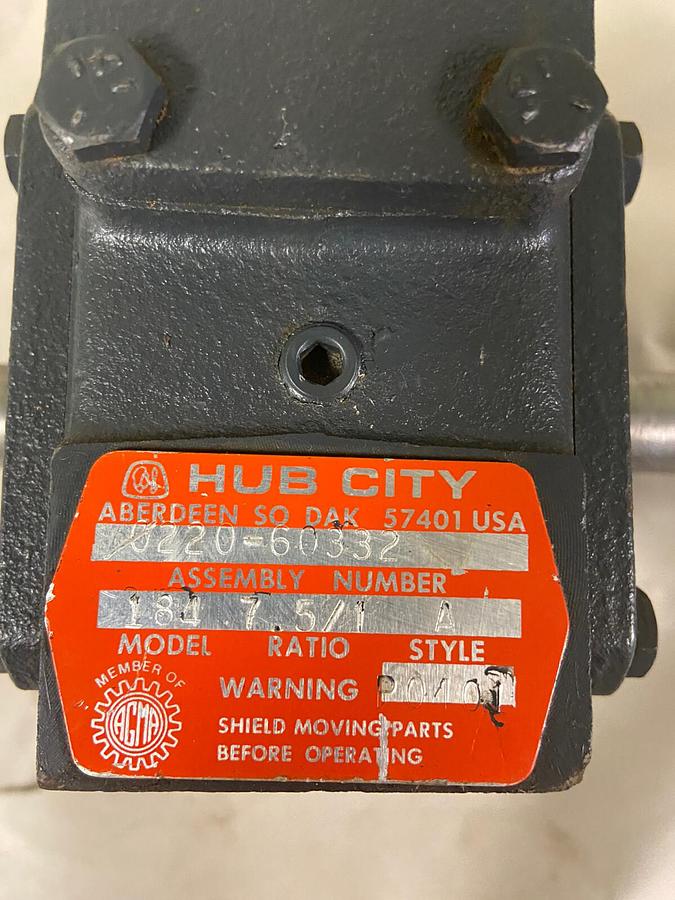 HUB CITY
ABERDEEN SO DAK 57401 USA
0220-60332
ASSEMBLY NUMBER
184 7.5/1 A
MODEL RATIO STYLE
MEMBER OF
AGMA
WARNING
SHIELD MOVING PARTS
BEFORE OPERATING